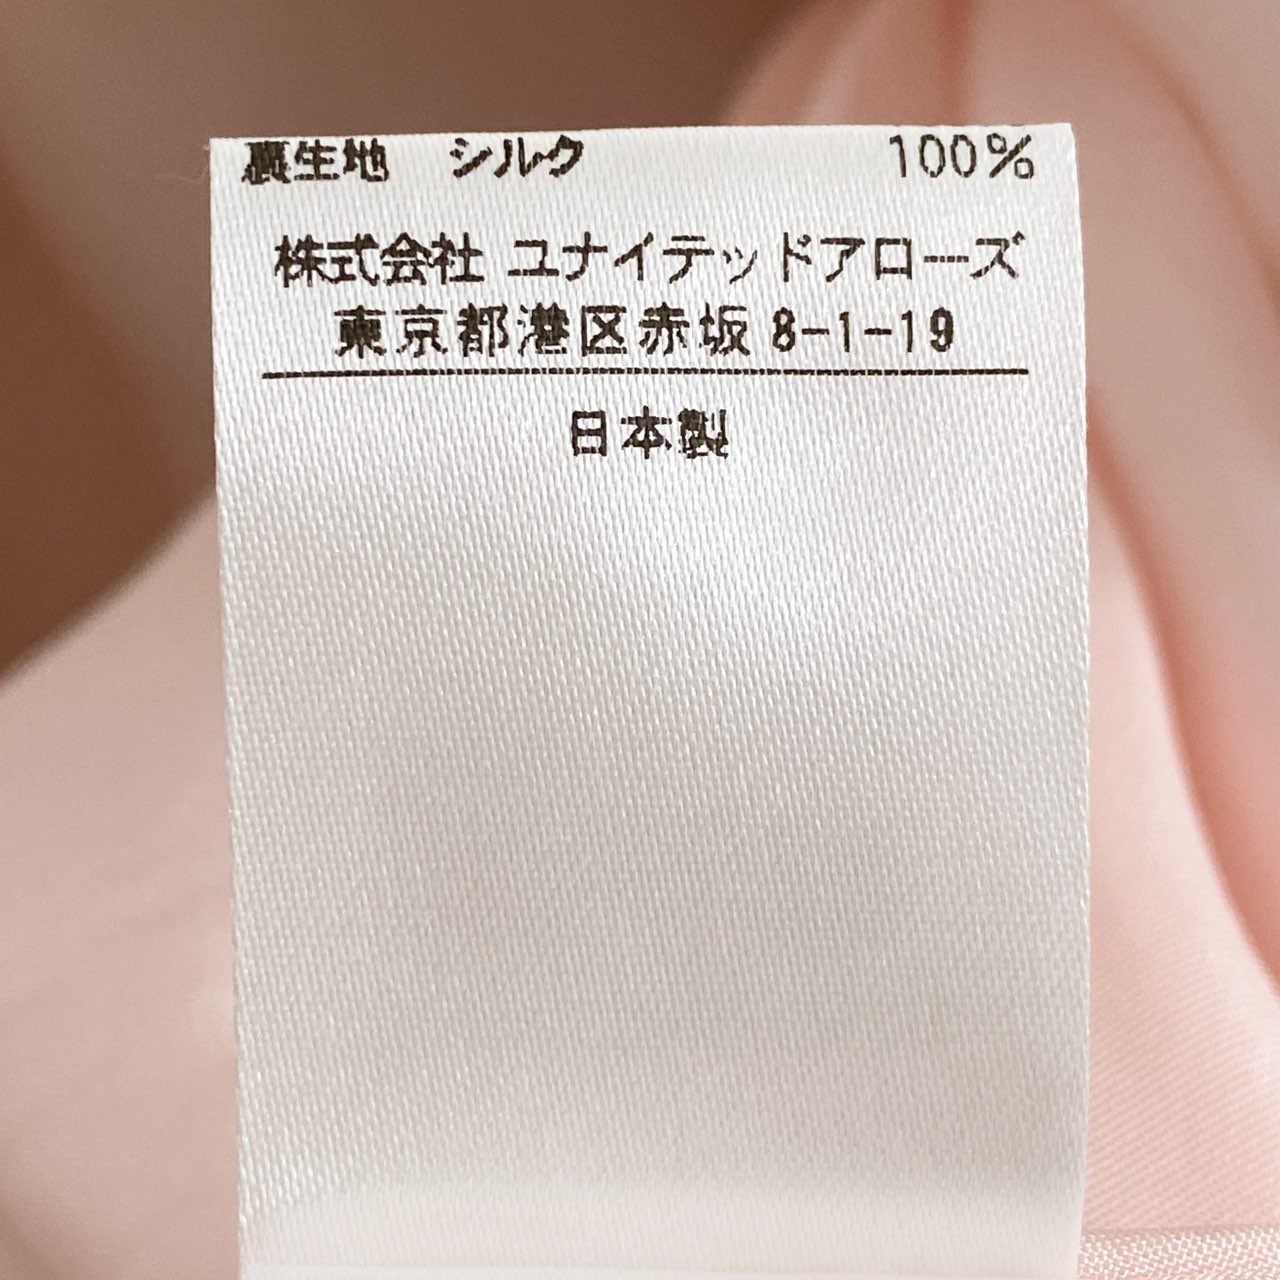 裏生地 シルク 100%
株式会社 ユナイテッドアローズ
東京都港区赤坂 8-1-19
日本製